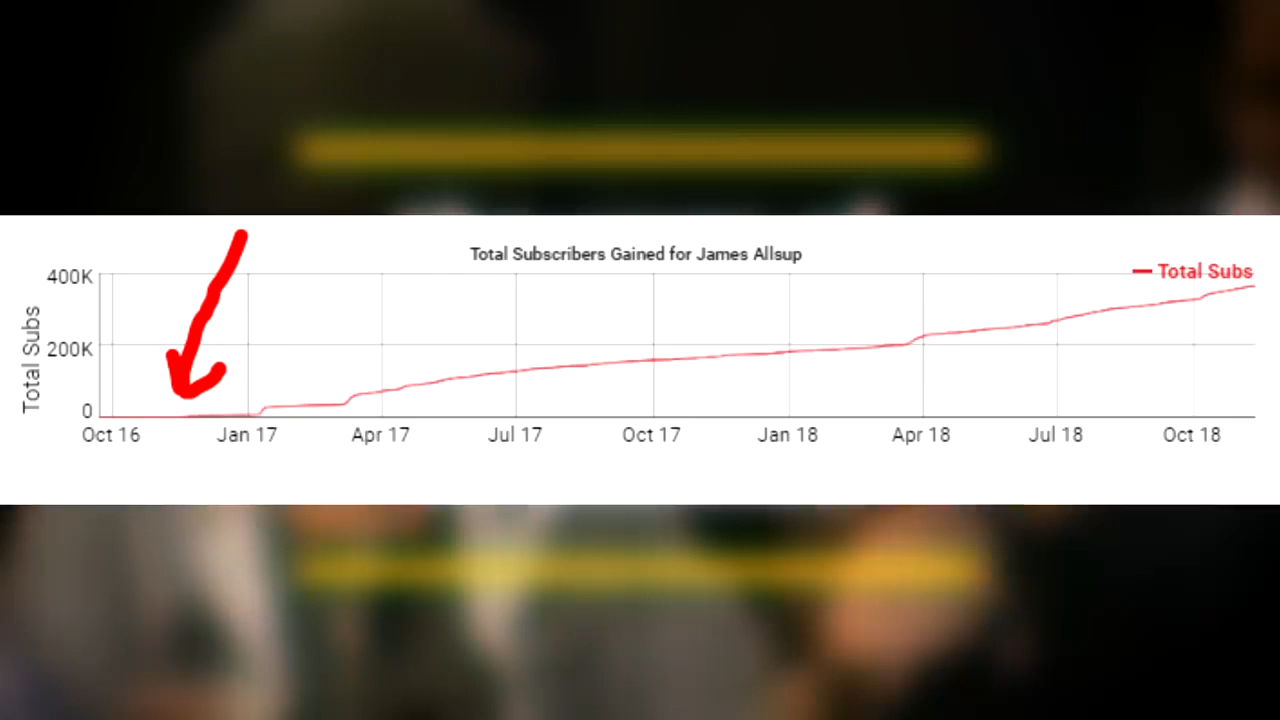 Total Subscribers Gained for James Allsup
Total Subs
400K
200K
0
Total Subs
Oct 16 Jan 17 Apr 17 Jul 17 Oct 17 Jan 18 Apr 18 Jul 18 Oct 18